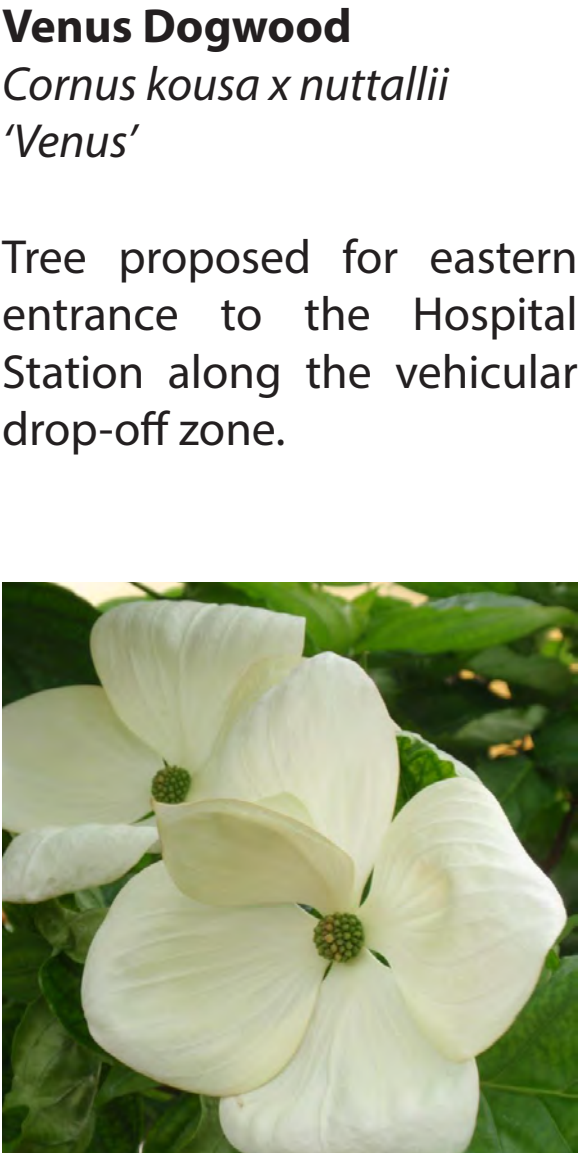 Venus Dogwood
Cornus kousa x nuttallii
‘Venus’
Tree proposed for eastern
entrance to the Hospital
Station along the vehicular
drop-off zone.